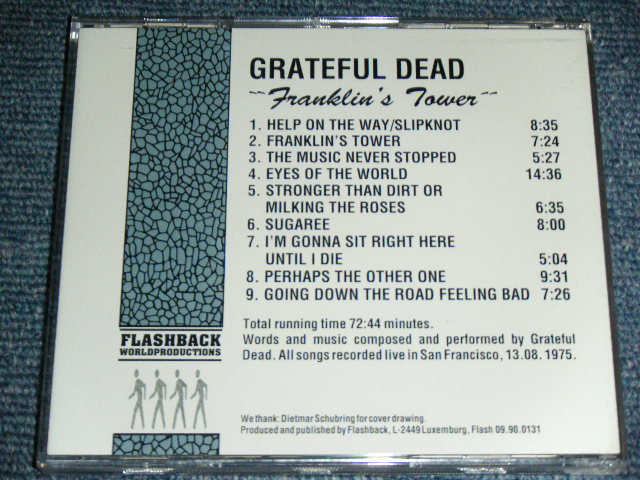 GRATEFUL DEAD
~~Franklin's Tower~~
1. HELP ON THE WAY/SLIPKNOT 8:35
2. FRANKLIN'S TOWER 7:24
3. THE MUSIC NEVER STOPPED 5:27
4. EYES OF THE WORLD 14:36
5. STRONGER THAN DIRT OR
MILKING THE ROSES 6:35
6. SUGAREE 8:00
7. I'M GONNA SIT RIGHT HERE
UNTIL I DIE 5:04
8. PERHAPS THE OTHER ONE 9:31
9. GOING DOWN THE ROAD FEELING BAD 7:26
Total running time 72:44 minutes.
Words and music composed and performed by Grateful
Dead. All songs recorded live in San Francisco, 13.08.1975.
FLASHBACK
WORLDPRODUCTIONS
We thank: Dietmar Schubring for cover drawing.
Produced and published by Flashback, L-2449 Luxemburg, Flash 09.90.0131